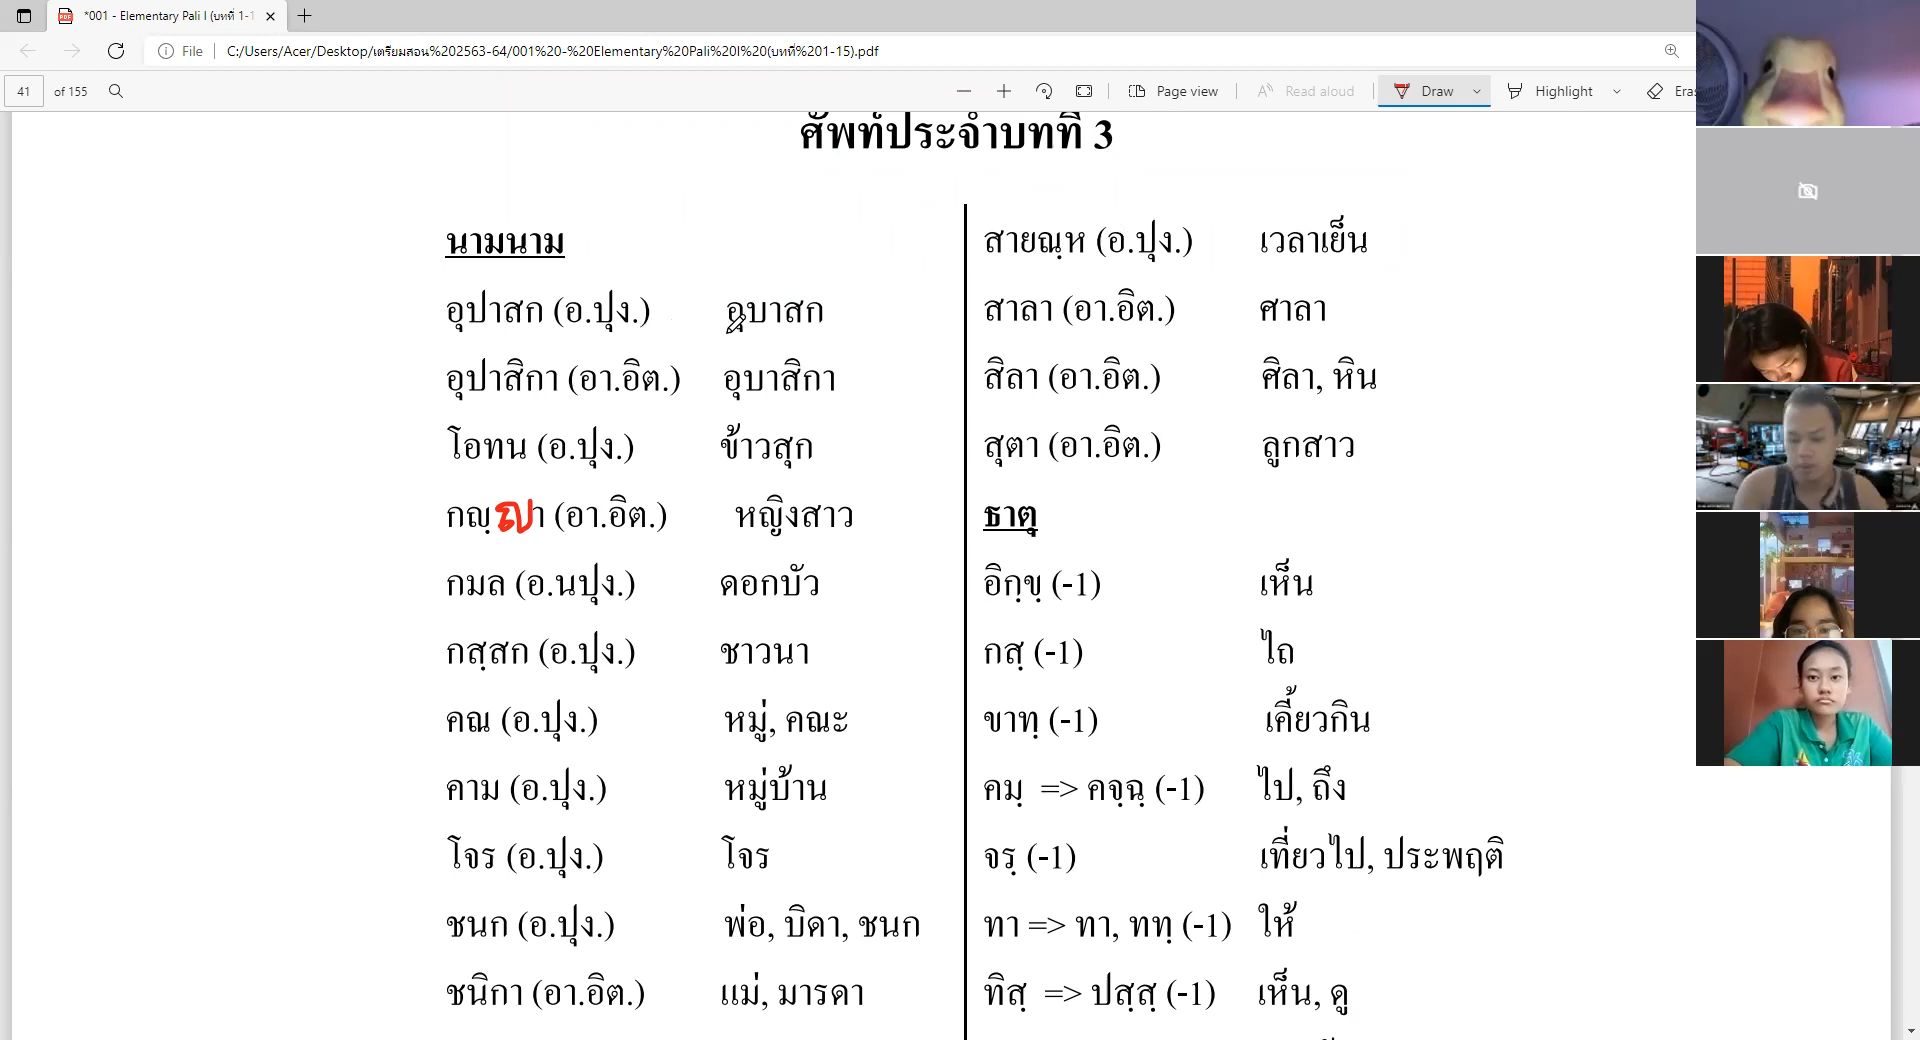 *001 - Elementary Pali I (บทที่ 1-1
File
C:/Users/Acer/Desktop/เตรียมสอน%202563-64/001%20-%20Elementary%20Pali%20I%20(บทที่%201-15).pdf
41 of 155
Page view
Read aloud
Draw
Highlight
Eras
ศัพท์ประจำบทที่ 3
นามนาม
อุปาสก (อ.ปุง.) อุบาสก
อุปาสิกา (อา.อิต.) อุบาสิกา
โอทน (อ.ปุง.) ข้าวสุก
กญฺญา (อา.อิต.) หญิงสาว
กมล (อ.นปุง.) ดอกบัว
กสฺสก (อ.ปุง.) ชาวนา
คณ (อ.ปุง.) หมู่, คณะ
คาม (อ.ปุง.) หมู่บ้าน
โจร (อ.ปุง.) โจร
ชนก (อ.ปุง.) พ่อ, บิดา, ชนก
ชนิกา (อา.อิต.) แม่, มารดา
สายณฺห (อ.ปุง.) เวลาเย็น
สาลา (อา.อิต.) ศาลา
สิลา (อา.อิต.) ศิลา, หิน
สุตา (อา.อิต.) ลูกสาว
ธาตุ
อิกฺขฺ (-1) เห็น
กสฺ (-1) ไถ
ขาทฺ (-1) เคี้ยวกิน
คมฺ => คจฺฉฺ (-1) ไป, ถึง
จรฺ (-1) เที่ยวไป, ประพฤติ
ทา => ทา, ททฺ (-1) ให้
ทิสฺ => ปสฺสฺ (-1) เห็น, ดู